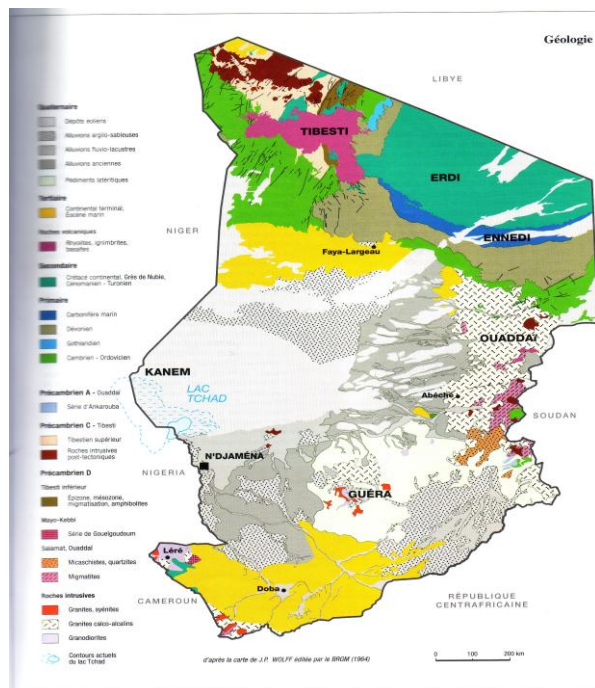 Géologie
Quaternaire
Dépôts éoliens
Alluvions argilo-sableuses
Alluvions fluvio-lacustres
Alluvions anciennes
Piédiments latéritiques
Tertiaire
Continental terminal,
Eocène marin
Roches volcaniques
Rhyolites, ignimbrites,
basaltes
Secondaire
Crétacé continental, Grès de Nubie,
Cénomanien - Turonien
Primaire
Carbonifère marin
Dévonien
Gothlandien
Cambrien - Ordovicien
Précambrien A - Ouaddaï
Série d'Ankarouba
Précambrien C - Tibesti
Tibestien supérieur
Roches intrusives
post-tectoniques
Précambrien D
Tibesti inférieur
Épizone, mésozone,
migmatisation, amphibolites
Mayo-Kebbi
Série de Goueigoudoum
Salamat, Ouaddaï
Micaschistes, quartzites
Migmatites
Roches intrusives
Granites, syénites
Granites calco-alcalins
Granodiorites
Contours actuels
du lac Tchad
LIBYE
TIBESTI
ERDI
NIGER
ENNEDI
Faya-Largeau
OUADDAÏ
KANEM
LAC
TCHAD
Abéché
SOUDAN
N'DJAMÉNA
NIGERIA
GUÉRA
Léré
Doba
CAMEROUN
RÉPUBLIQUE
CENTRAFRICAINE
d'après la carte de J.P. WOLFF éditée par le BRGM (1964)
0 200 km